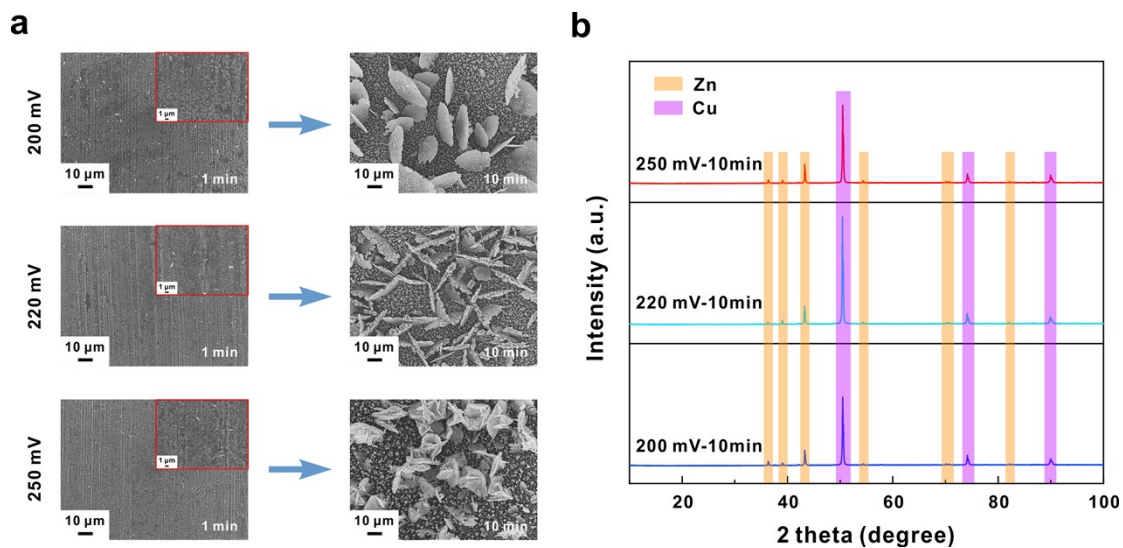 a
200 mV
1 μm
10 μm
1 min
10 μm
10 min
220 mV
1 μm
10 μm
1 min
10 μm
10 min
250 mV
1 μm
10 μm
1 min
10 μm
10 min
b
Zn
Cu
250 mV-10min
220 mV-10min
200 mV-10min
Intensity (a.u.)
20 40 60 80 100
2 theta (degree)